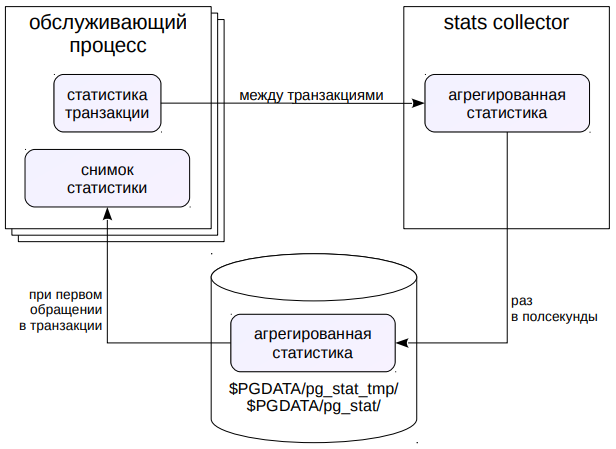 обслуживающий
процесс
stats collector
статистика
транзакции
между транзакциями
агрегированная
статистика
снимок
статистики
при первом
обращении
в транзакции
раз
в полсекунды
агрегированная
статистика
$PGDATA/pg_stat_tmp/
$PGDATA/pg_stat/